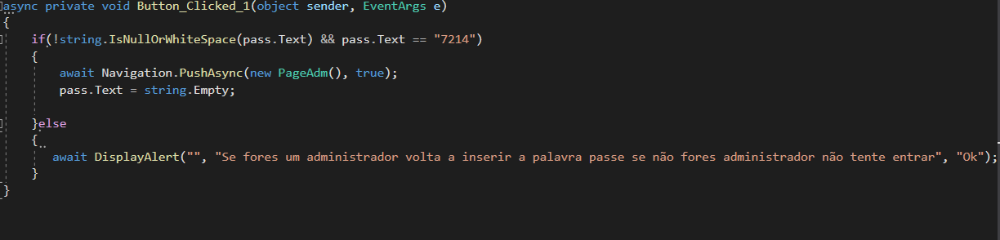 async private void Button_Clicked_1(object sender, EventArgs e)
{
if(!string.IsNullOrWhiteSpace(pass.Text) && pass.Text == "7214")
{
await Navigation.PushAsync(new PageAdm(), true);
pass.Text = string.Empty;
}else
{
await DisplayAlert("", "Se fores um administrador volta a inserir a palavra passe se não fores administrador não tente entrar", "Ok");
}
}